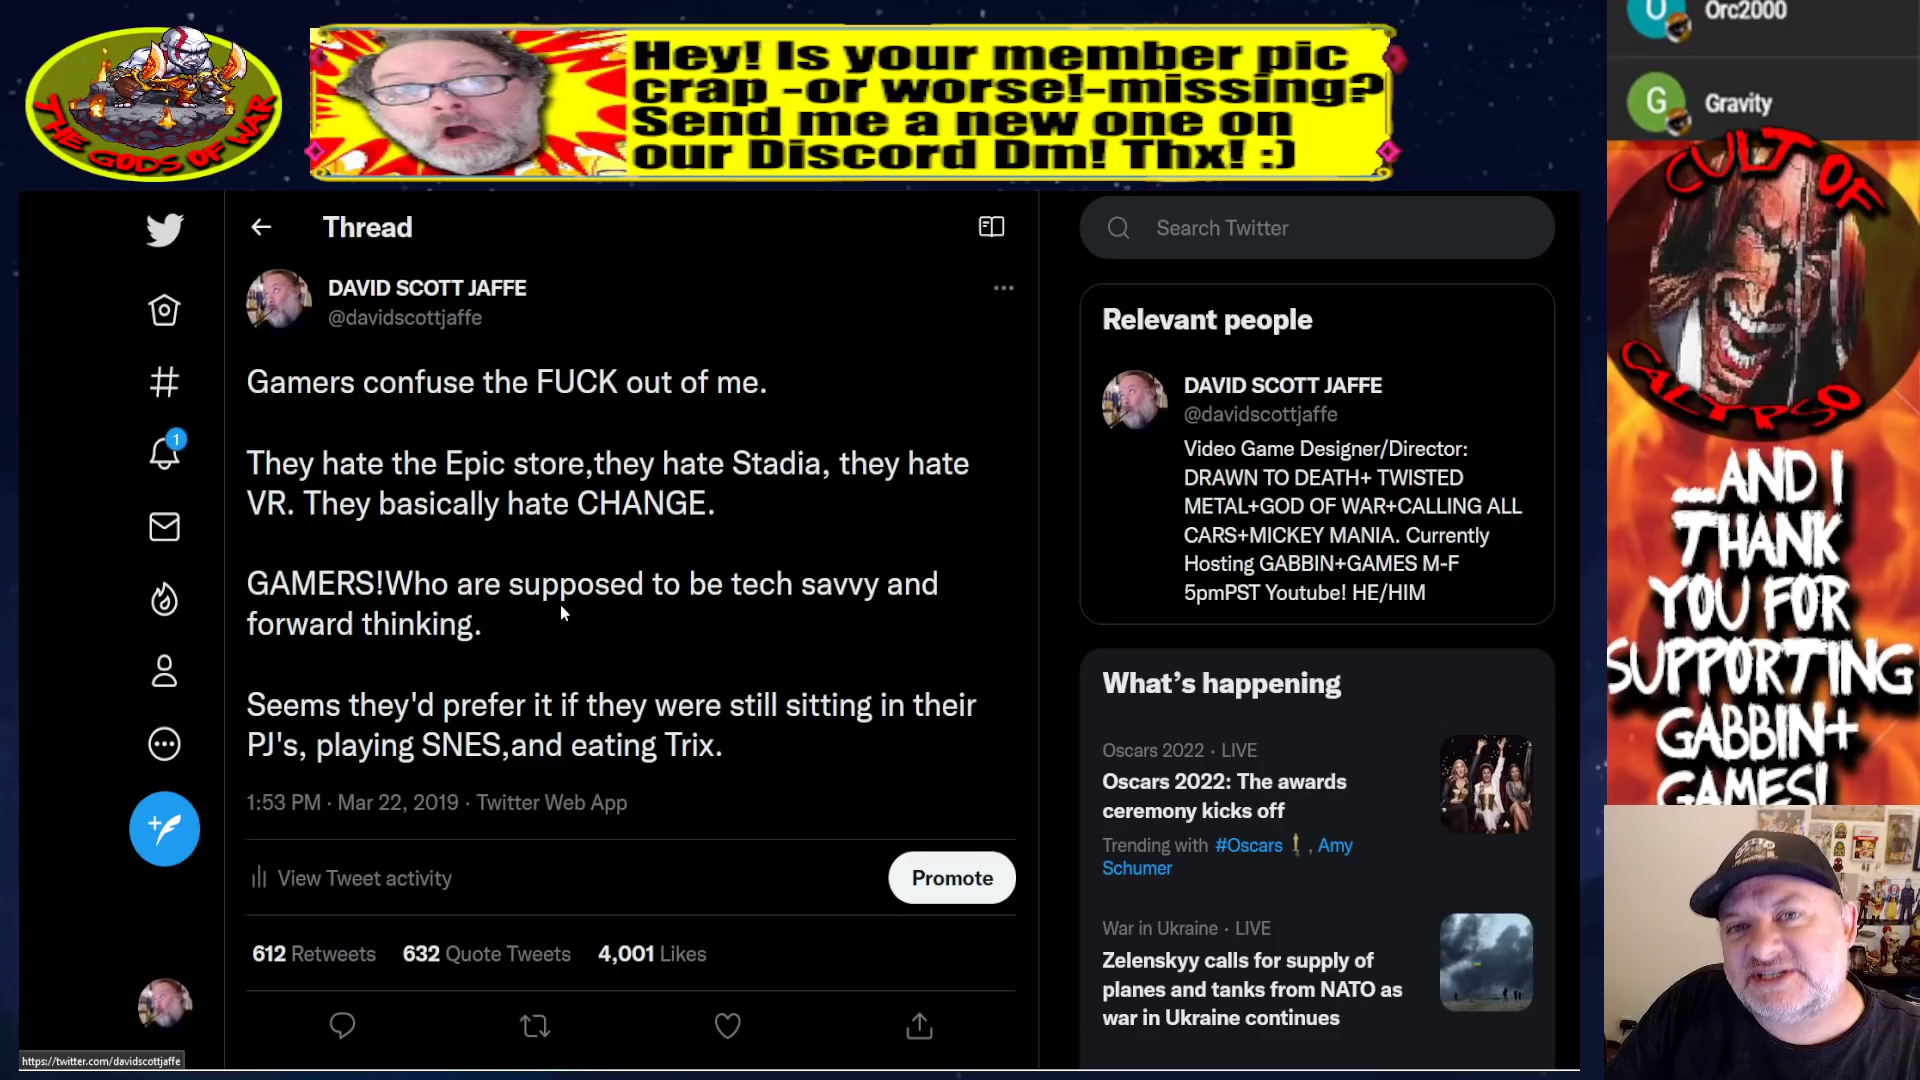 THE GODS OF WAR
Hey! Is your member pic
crap -or worse!-missing?
Send me a new one on
our Discord Dm! Thx! :)
O
Orc2000
G
Gravity
CULT OF
CALYPSO
...AND I
THANK
YOU FOR
SUPPORTING
GABBIN+
GAMES!
Thread
DAVID SCOTT JAFFE
@davidscottjaffe
Gamers confuse the FUCK out of me.
They hate the Epic store,they hate Stadia, they hate
VR. They basically hate CHANGE.
GAMERS!Who are supposed to be tech savvy and
forward thinking.
Seems they'd prefer it if they were still sitting in their
PJ's, playing SNES,and eating Trix.
1:53 PM · Mar 22, 2019 · Twitter Web App
View Tweet activity
Promote
612 Retweets 632 Quote Tweets 4,001 Likes
1
https://twitter.com/davidscottjaffe
Search Twitter
Relevant people
DAVID SCOTT JAFFE
@davidscottjaffe
Video Game Designer/Director:
DRAWN TO DEATH+ TWISTED
METAL+GOD OF WAR+CALLING ALL
CARS+MICKEY MANIA. Currently
Hosting GABBIN+GAMES M-F
5pmPST Youtube! HE/HIM
What's happening
Oscars 2022 · LIVE
Oscars 2022: The awards
ceremony kicks off
Trending with #Oscars , Amy
Schumer
War in Ukraine · LIVE
Zelenskyy calls for supply of
planes and tanks from NATO as
war in Ukraine continues